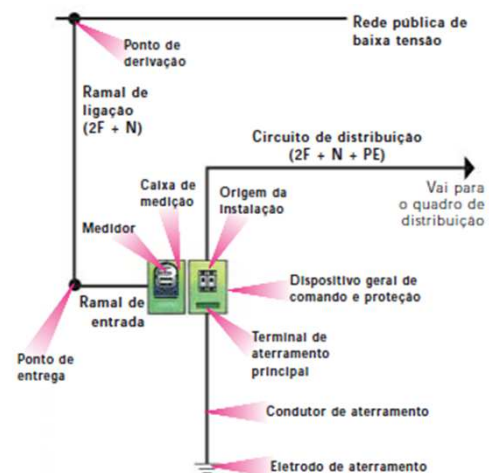 Rede pública de
baixa tensão
Ponto de
derivação
Ramal de
ligação
(2F + N)
Circuito de distribuição
(2F + N + PE)
Vai para
o quadro de
distribuição
Caixa de
medição
Origem da
instalação
Medidor
Dispositivo geral de
comando e proteção
Ramal de
entrada
Terminal de
aterramento
principal
Ponto de
entrega
Condutor de aterramento
Eletrodo de aterramento